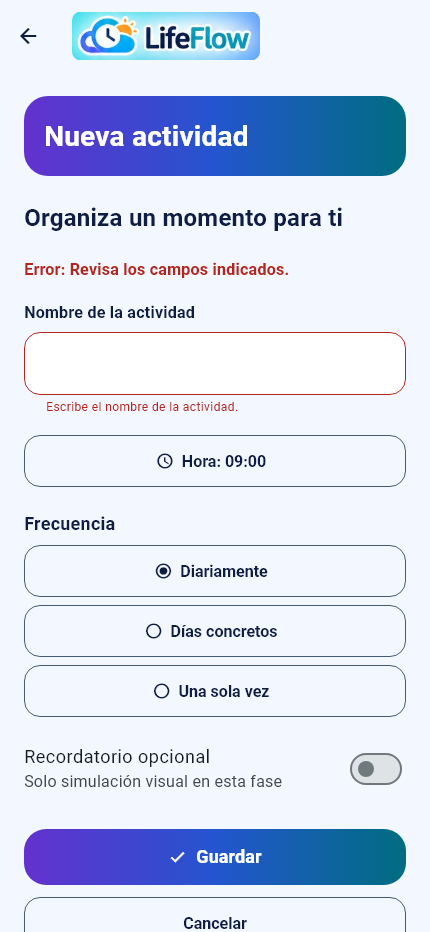 LifeFlow
Nueva actividad
Organiza un momento para ti
Error: Revisa los campos indicados.
Nombre de la actividad
Escribe el nombre de la actividad.
Hora: 09:00
Frecuencia
Diariamente
Días concretos
Una sola vez
Recordatorio opcional
Solo simulación visual en esta fase
Guardar
Cancelar